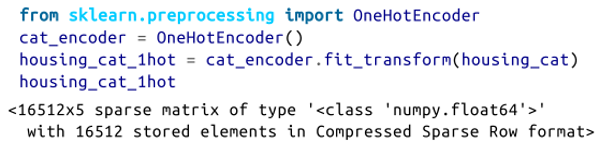 from sklearn.preprocessing import OneHotEncoder
cat_encoder = OneHotEncoder()
housing_cat_1hot = cat_encoder.fit_transform(housing_cat)
housing_cat_1hot
<16512x5 sparse matrix of type '<class 'numpy.float64'>'
with 16512 stored elements in Compressed Sparse Row format>